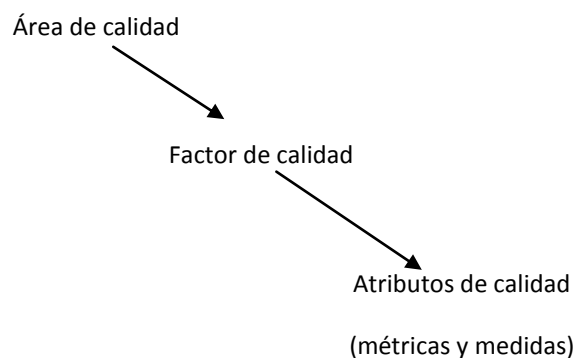 Área de calidad
Factor de calidad
Atributos de calidad
(métricas y medidas)